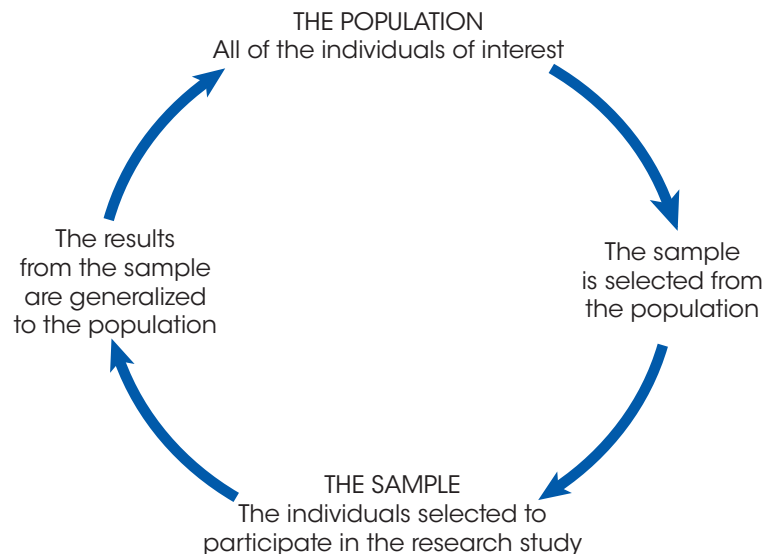 THE POPULATION
All of the individuals of interest
The sample
is selected from
the population
THE SAMPLE
The individuals selected to
participate in the research study
The results
from the sample
are generalized
to the population